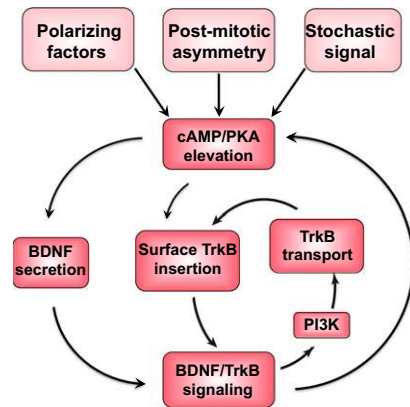 Polarizing
factors
Post-mitotic
asymmetry
Stochastic
signal
cAMP/PKA
elevation
BDNF
secretion
Surface TrkB
insertion
TrkB
transport
PI3K
BDNF/TrkB
signaling